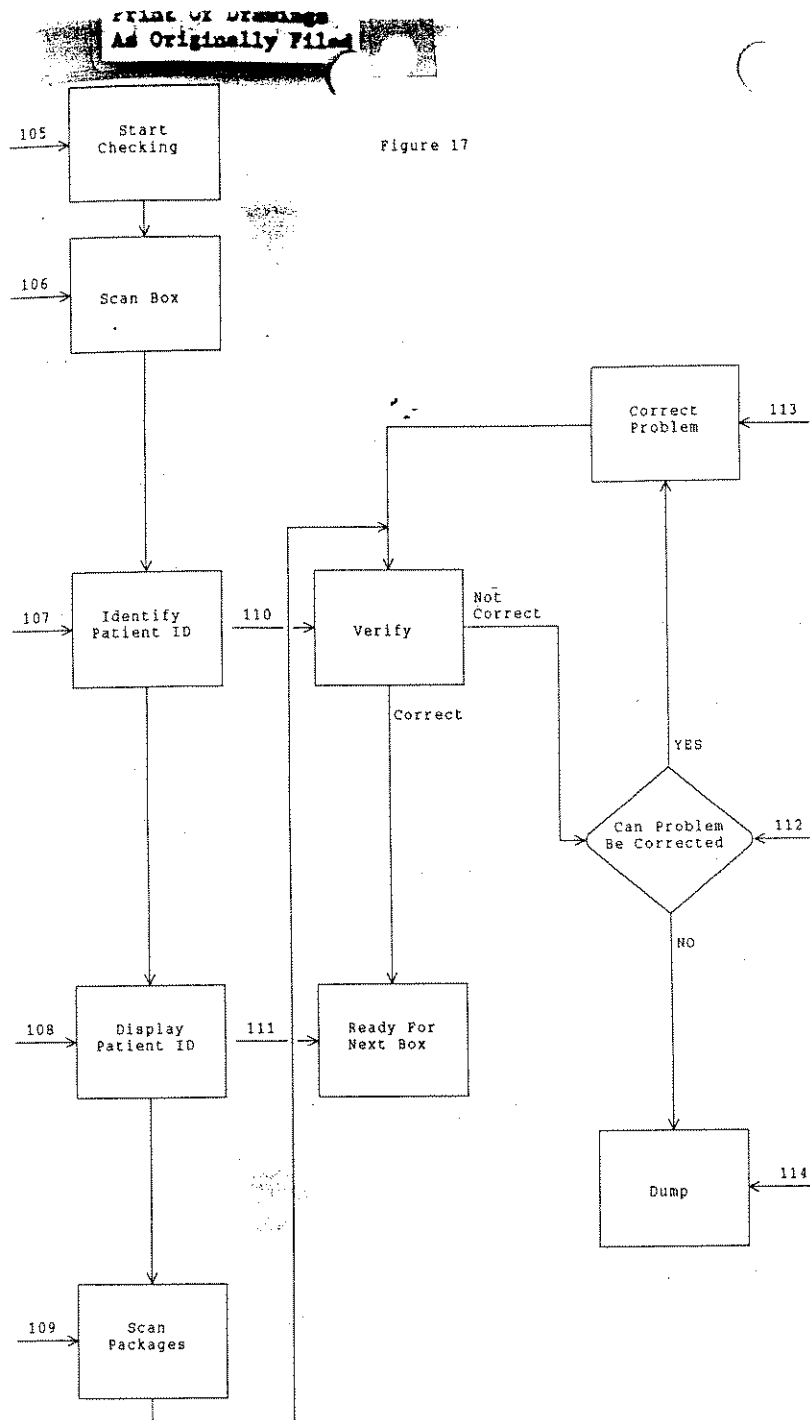 Print Of Drawings
As Originally Filed
Figure 17
105
Start
Checking
106
Scan Box
107
Identify
Patient ID
108
Display
Patient ID
109
Scan
Packages
110
Verify
Not
Correct
Correct
111
Ready For
Next Box
Correct
Problem
113
YES
Can Problem
Be Corrected
112
NO
Dump
114